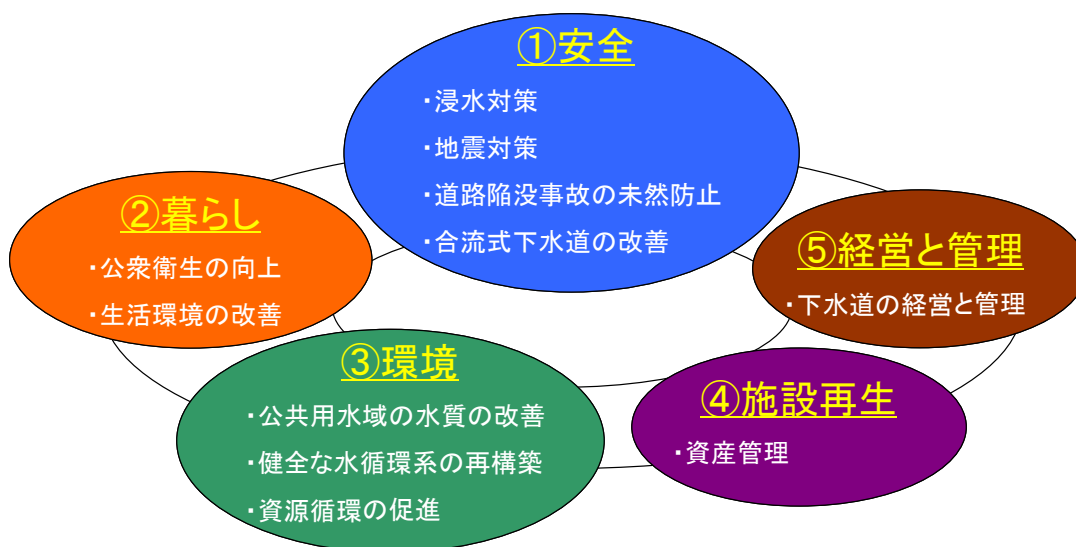 ①安全
・浸水対策
・地震対策
・道路陥没事故の未然防止
・合流式下水道の改善
②暮らし
・公衆衛生の向上
・生活環境の改善
③環境
・公共用水域の水質の改善
・健全な水循環系の再構築
・資源循環の促進
④施設再生
・資産管理
⑤経営と管理
・下水道の経営と管理